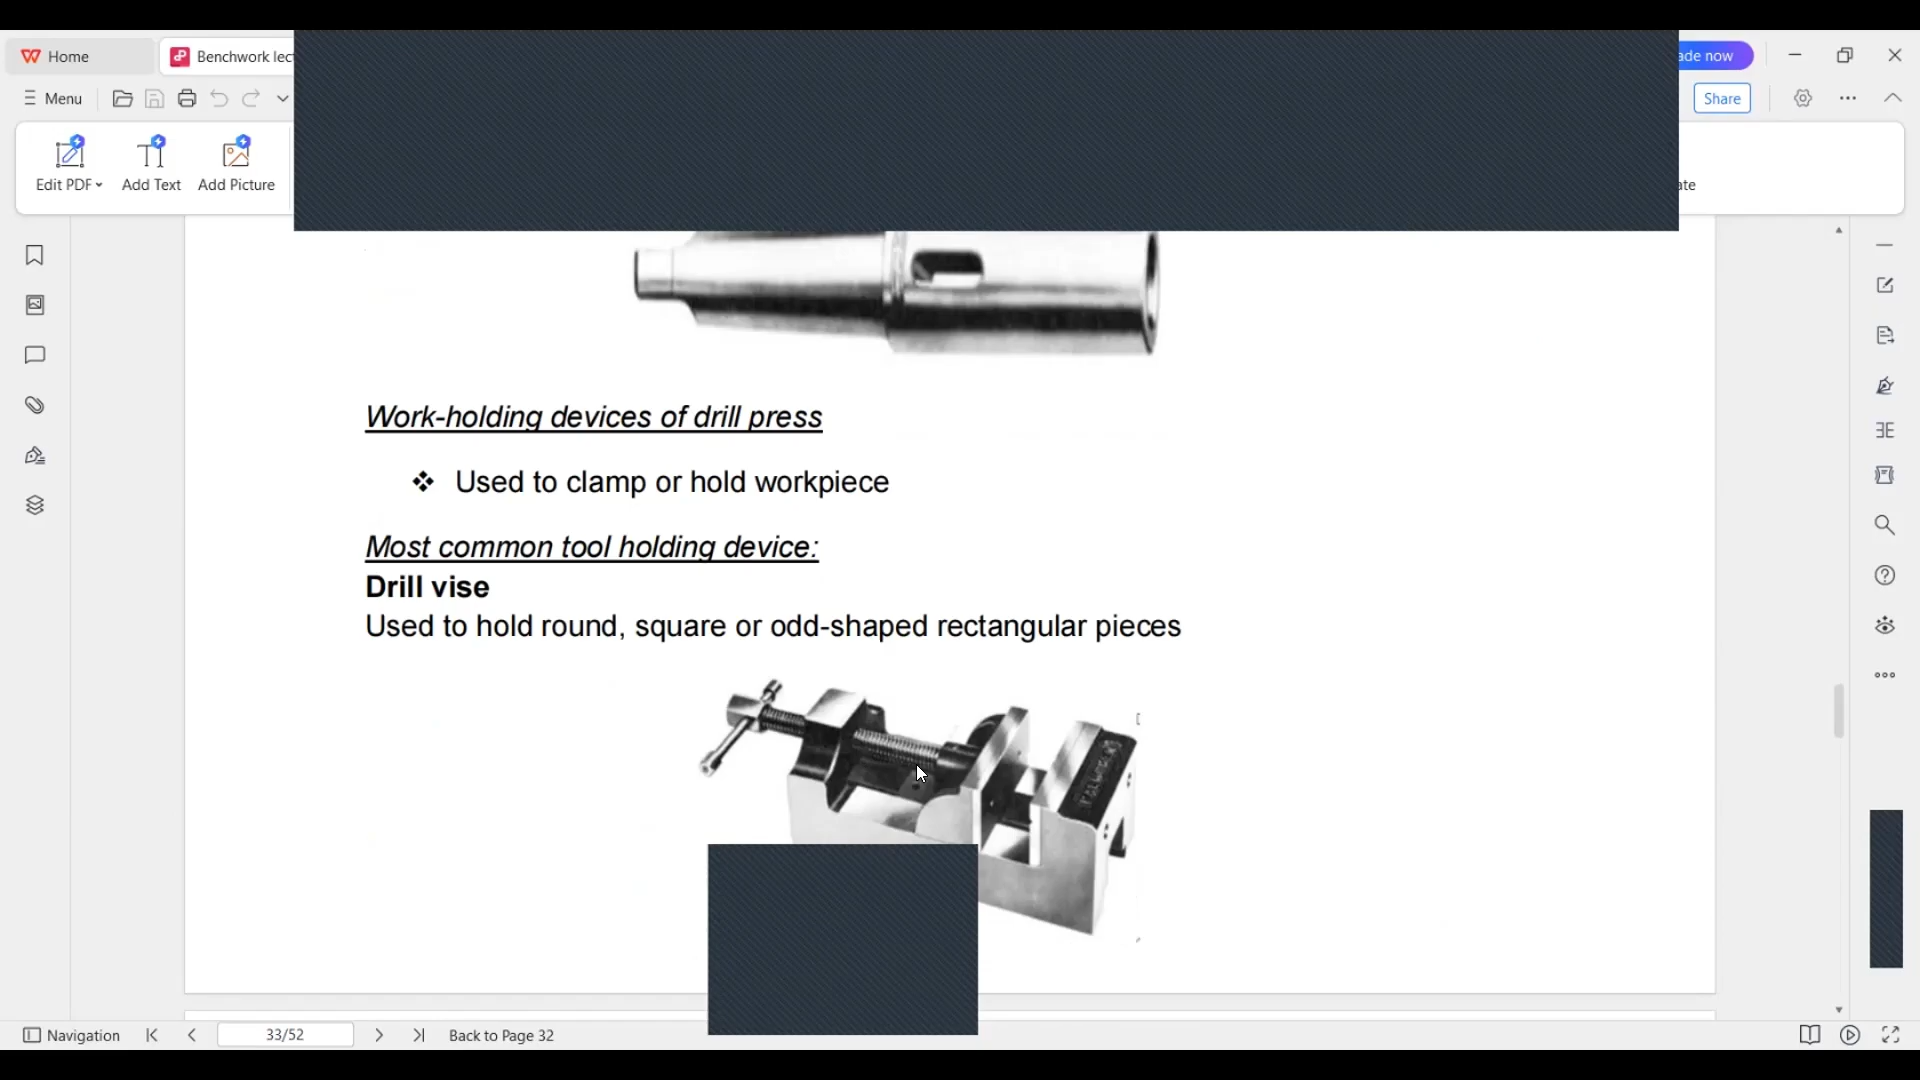 Home
Benchwork lect
ade now
Menu
Share
Edit PDF
Add Text
Add Picture
ate
Work-holding devices of drill press
❖ Used to clamp or hold workpiece
Most common tool holding device:
Drill vise
Used to hold round, square or odd-shaped rectangular pieces
Navigation
33/52
Back to Page 32